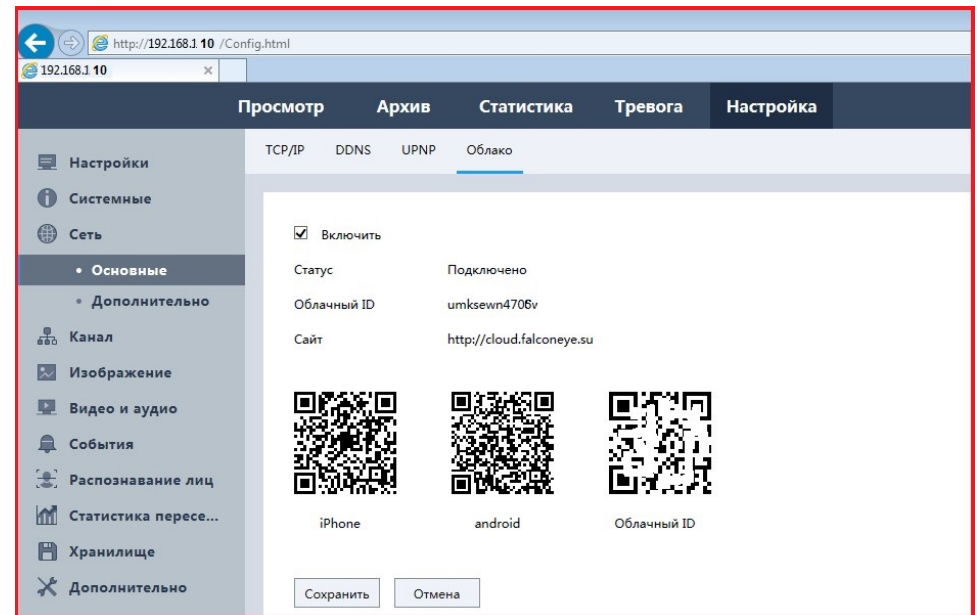 http://192.168.1 10 /Config.html
192.168.1 10
Просмотр Архив Статистика Тревога Настройка
TCP/IP DDNS UPNP Облако
Настройки
Системные
Сеть
• Основные
• Дополнительно
Канал
Изображение
Видео и аудио
События
Распознавание лиц
Статистика пересе...
Хранилище
Дополнительно
Включить
Статус Подключено
Облачный ID
Сайт http://cloud.falconeye.su
iPhone android Облачный ID
Сохранить Отмена